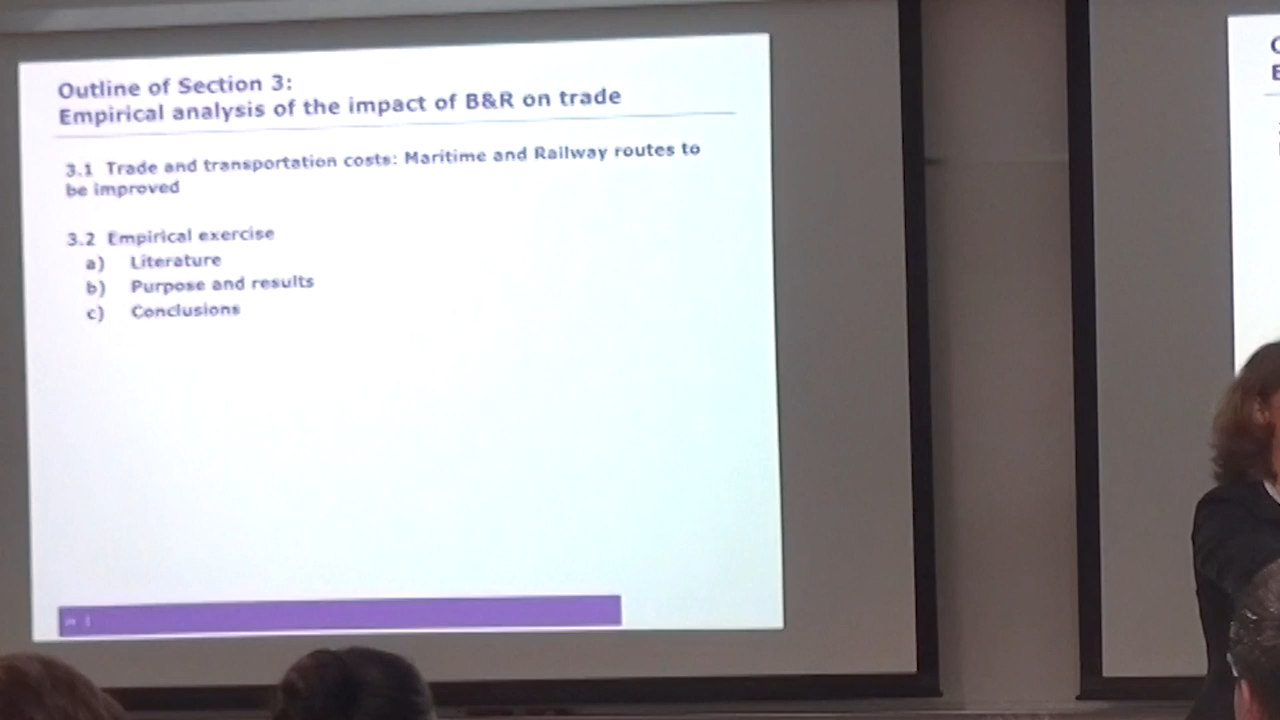 Outline of Section 3:
Empirical analysis of the impact of B&R on trade
3.1 Trade and transportation costs: Maritime and Railway routes to
be improved
3.2 Empirical exercise
a) Literature
b) Purpose and results
c) Conclusions